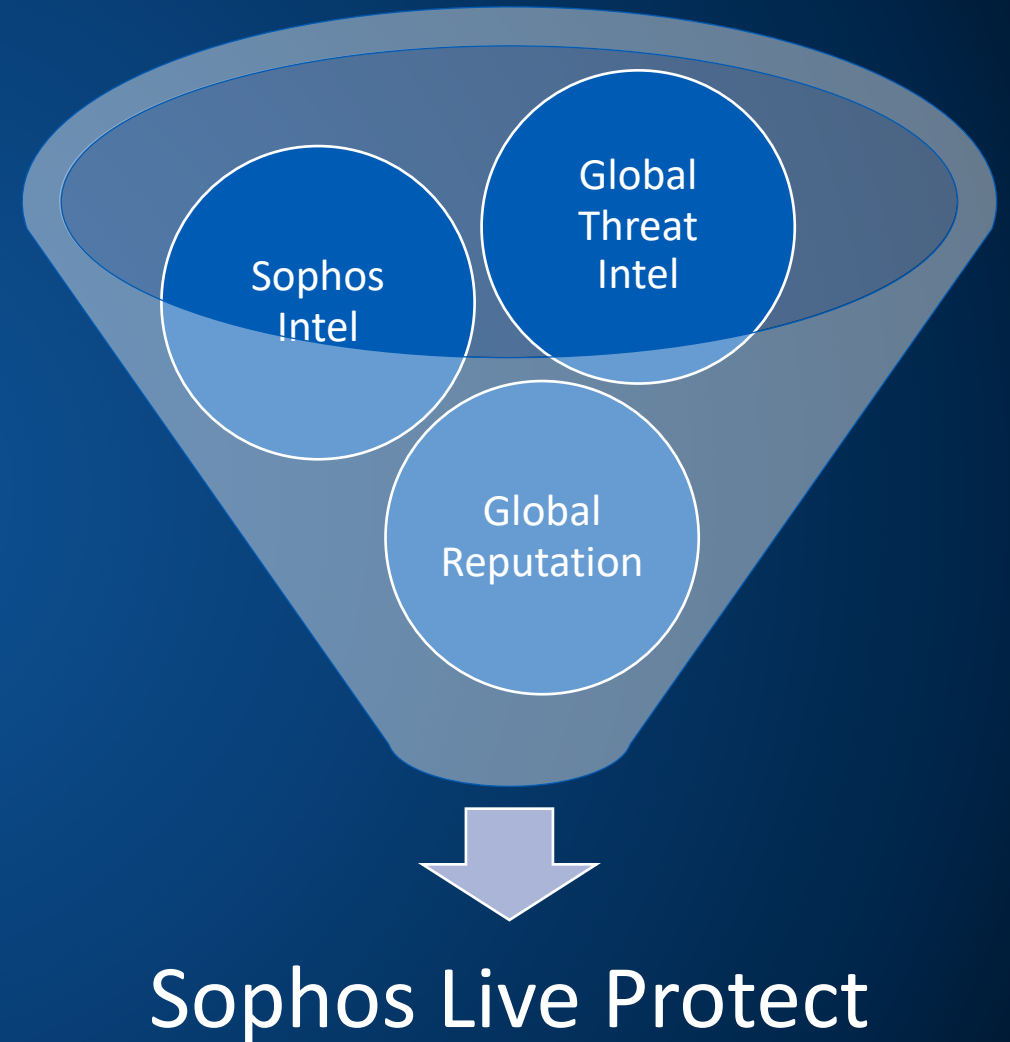 Global
Threat
Intel
Sophos
Intel
Global
Reputation
Sophos Live Protect